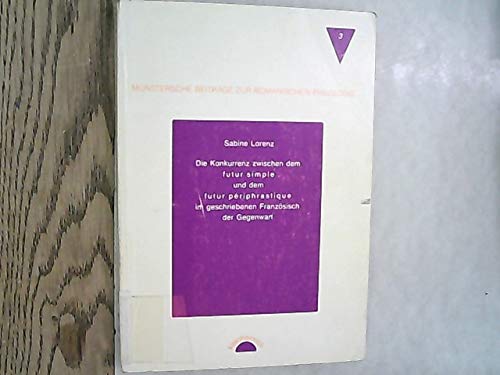 3
MÜNSTERSCHE BEITRÄGE ZUR ROMANISCHEN PHILOLOGIE
Sabine Lorenz
Die Konkurrenz zwischen dem
futur simple
und dem
futur périphrastique
im geschriebenen Französisch
der Gegenwart